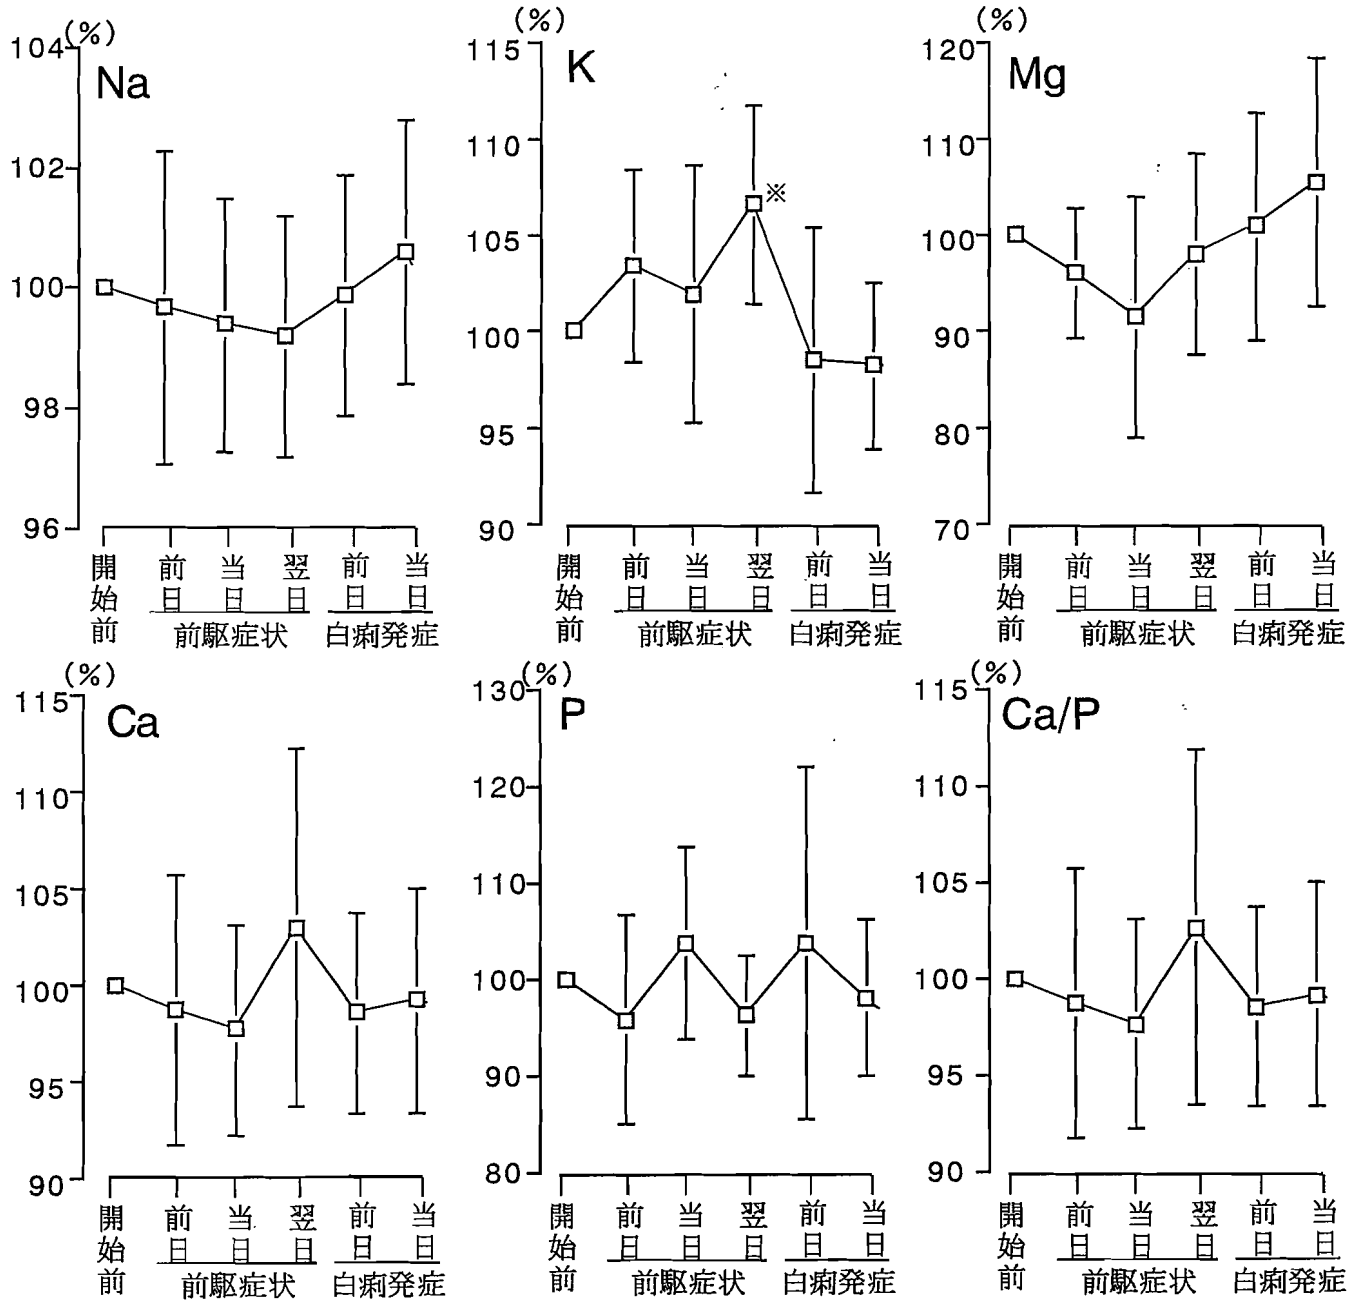 (%)
Na
104
102
100
98
96
開始前
前日
当日
翌日
前日
当日
前駆症状
白痢発症
(%)
K
115
110
105
100
95
90
※
開始前
前日
当日
翌日
前日
当日
前駆症状
白痢発症
(%)
Mg
120
110
100
90
80
70
開始前
前日
当日
翌日
前日
当日
前駆症状
白痢発症
(%)
Ca
115
110
105
100
95
90
開始前
前日
当日
翌日
前日
当日
前駆症状
白痢発症
(%)
P
130
120
110
100
90
80
開始前
前日
当日
翌日
前日
当日
前駆症状
白痢発症
(%)
Ca/P
115
110
105
100
95
90
開始前
前日
当日
翌日
前日
当日
前駆症状
白痢発症